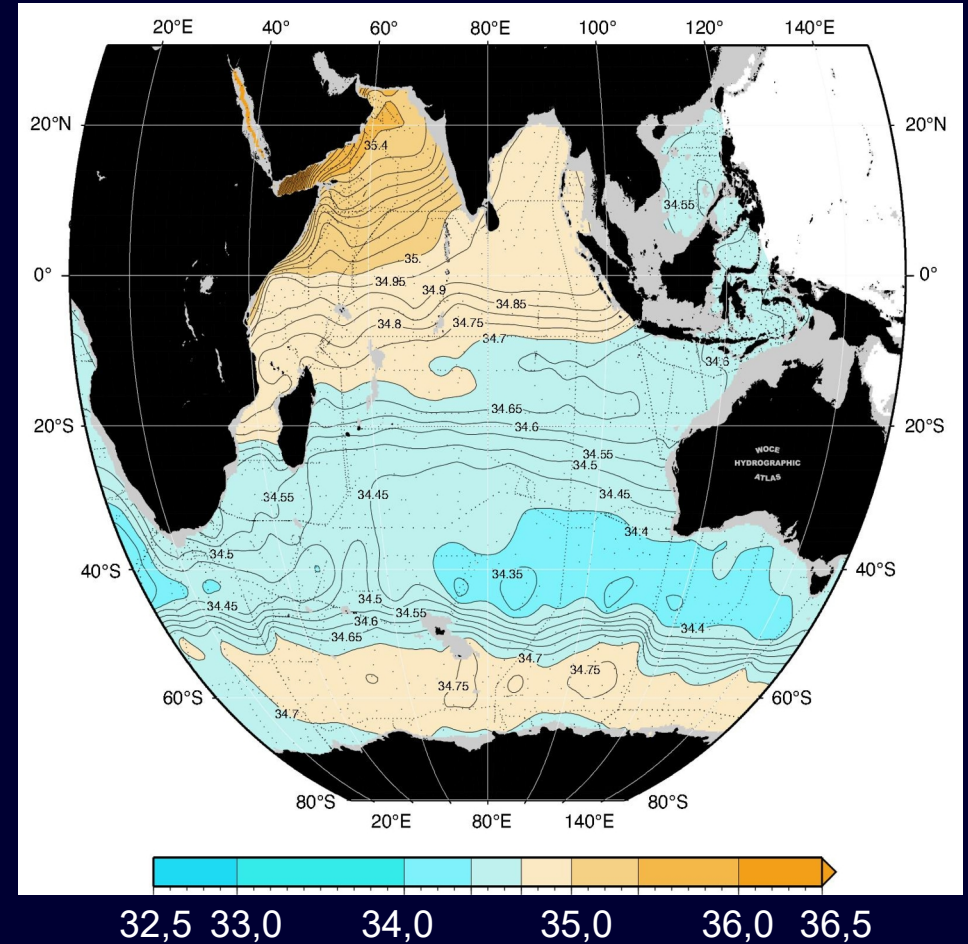 20°E 40° 60° 80°E 100° 120° 140°E
20°N 20°N
35.4
34.55
0° 0°
35.
34.95
34.9
34.85
34.8
34.75
34.7
34.6
34.65
20°S 34.6 20°S
34.55
34.5
WOCE
HYDROGRAPHIC
ATLAS
34.55 34.45 34.45
34.4
34.5
40°S 34.35 40°S
34.45
34.5
34.55
34.6
34.65
34.4
34.7
34.75
34.75
60°S 60°S
34.7
80°S 80°S
20°E 80°E 140°E
32,5 33,0 34,0 35,0 36,0 36,5